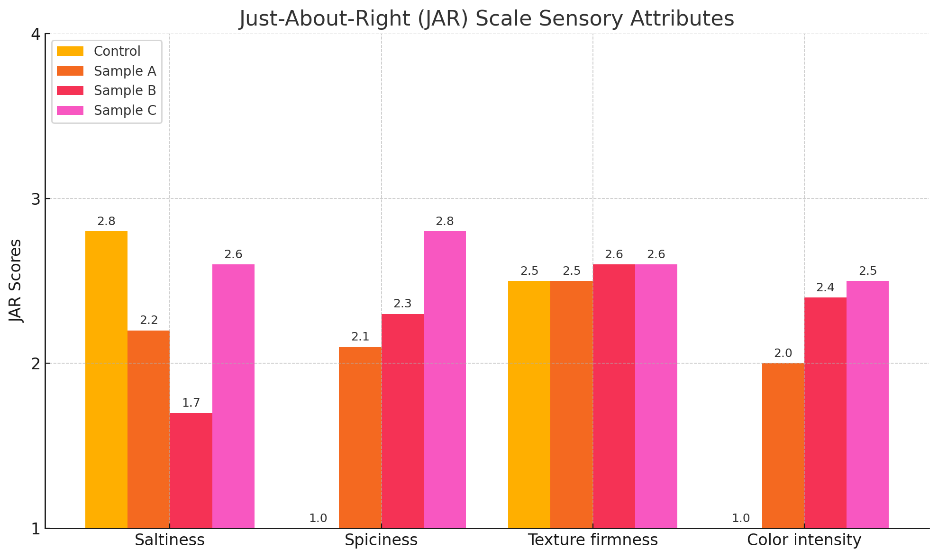 Just-About-Right (JAR) Scale Sensory Attributes
Control
Sample A
Sample B
Sample C
JAR Scores
4
3
2
1
2.8
2.2
1.7
2.6
1.0
2.1
2.3
2.8
2.5
2.5
2.6
2.6
1.0
2.0
2.4
2.5
Saltiness
Spiciness
Texture firmness
Color intensity